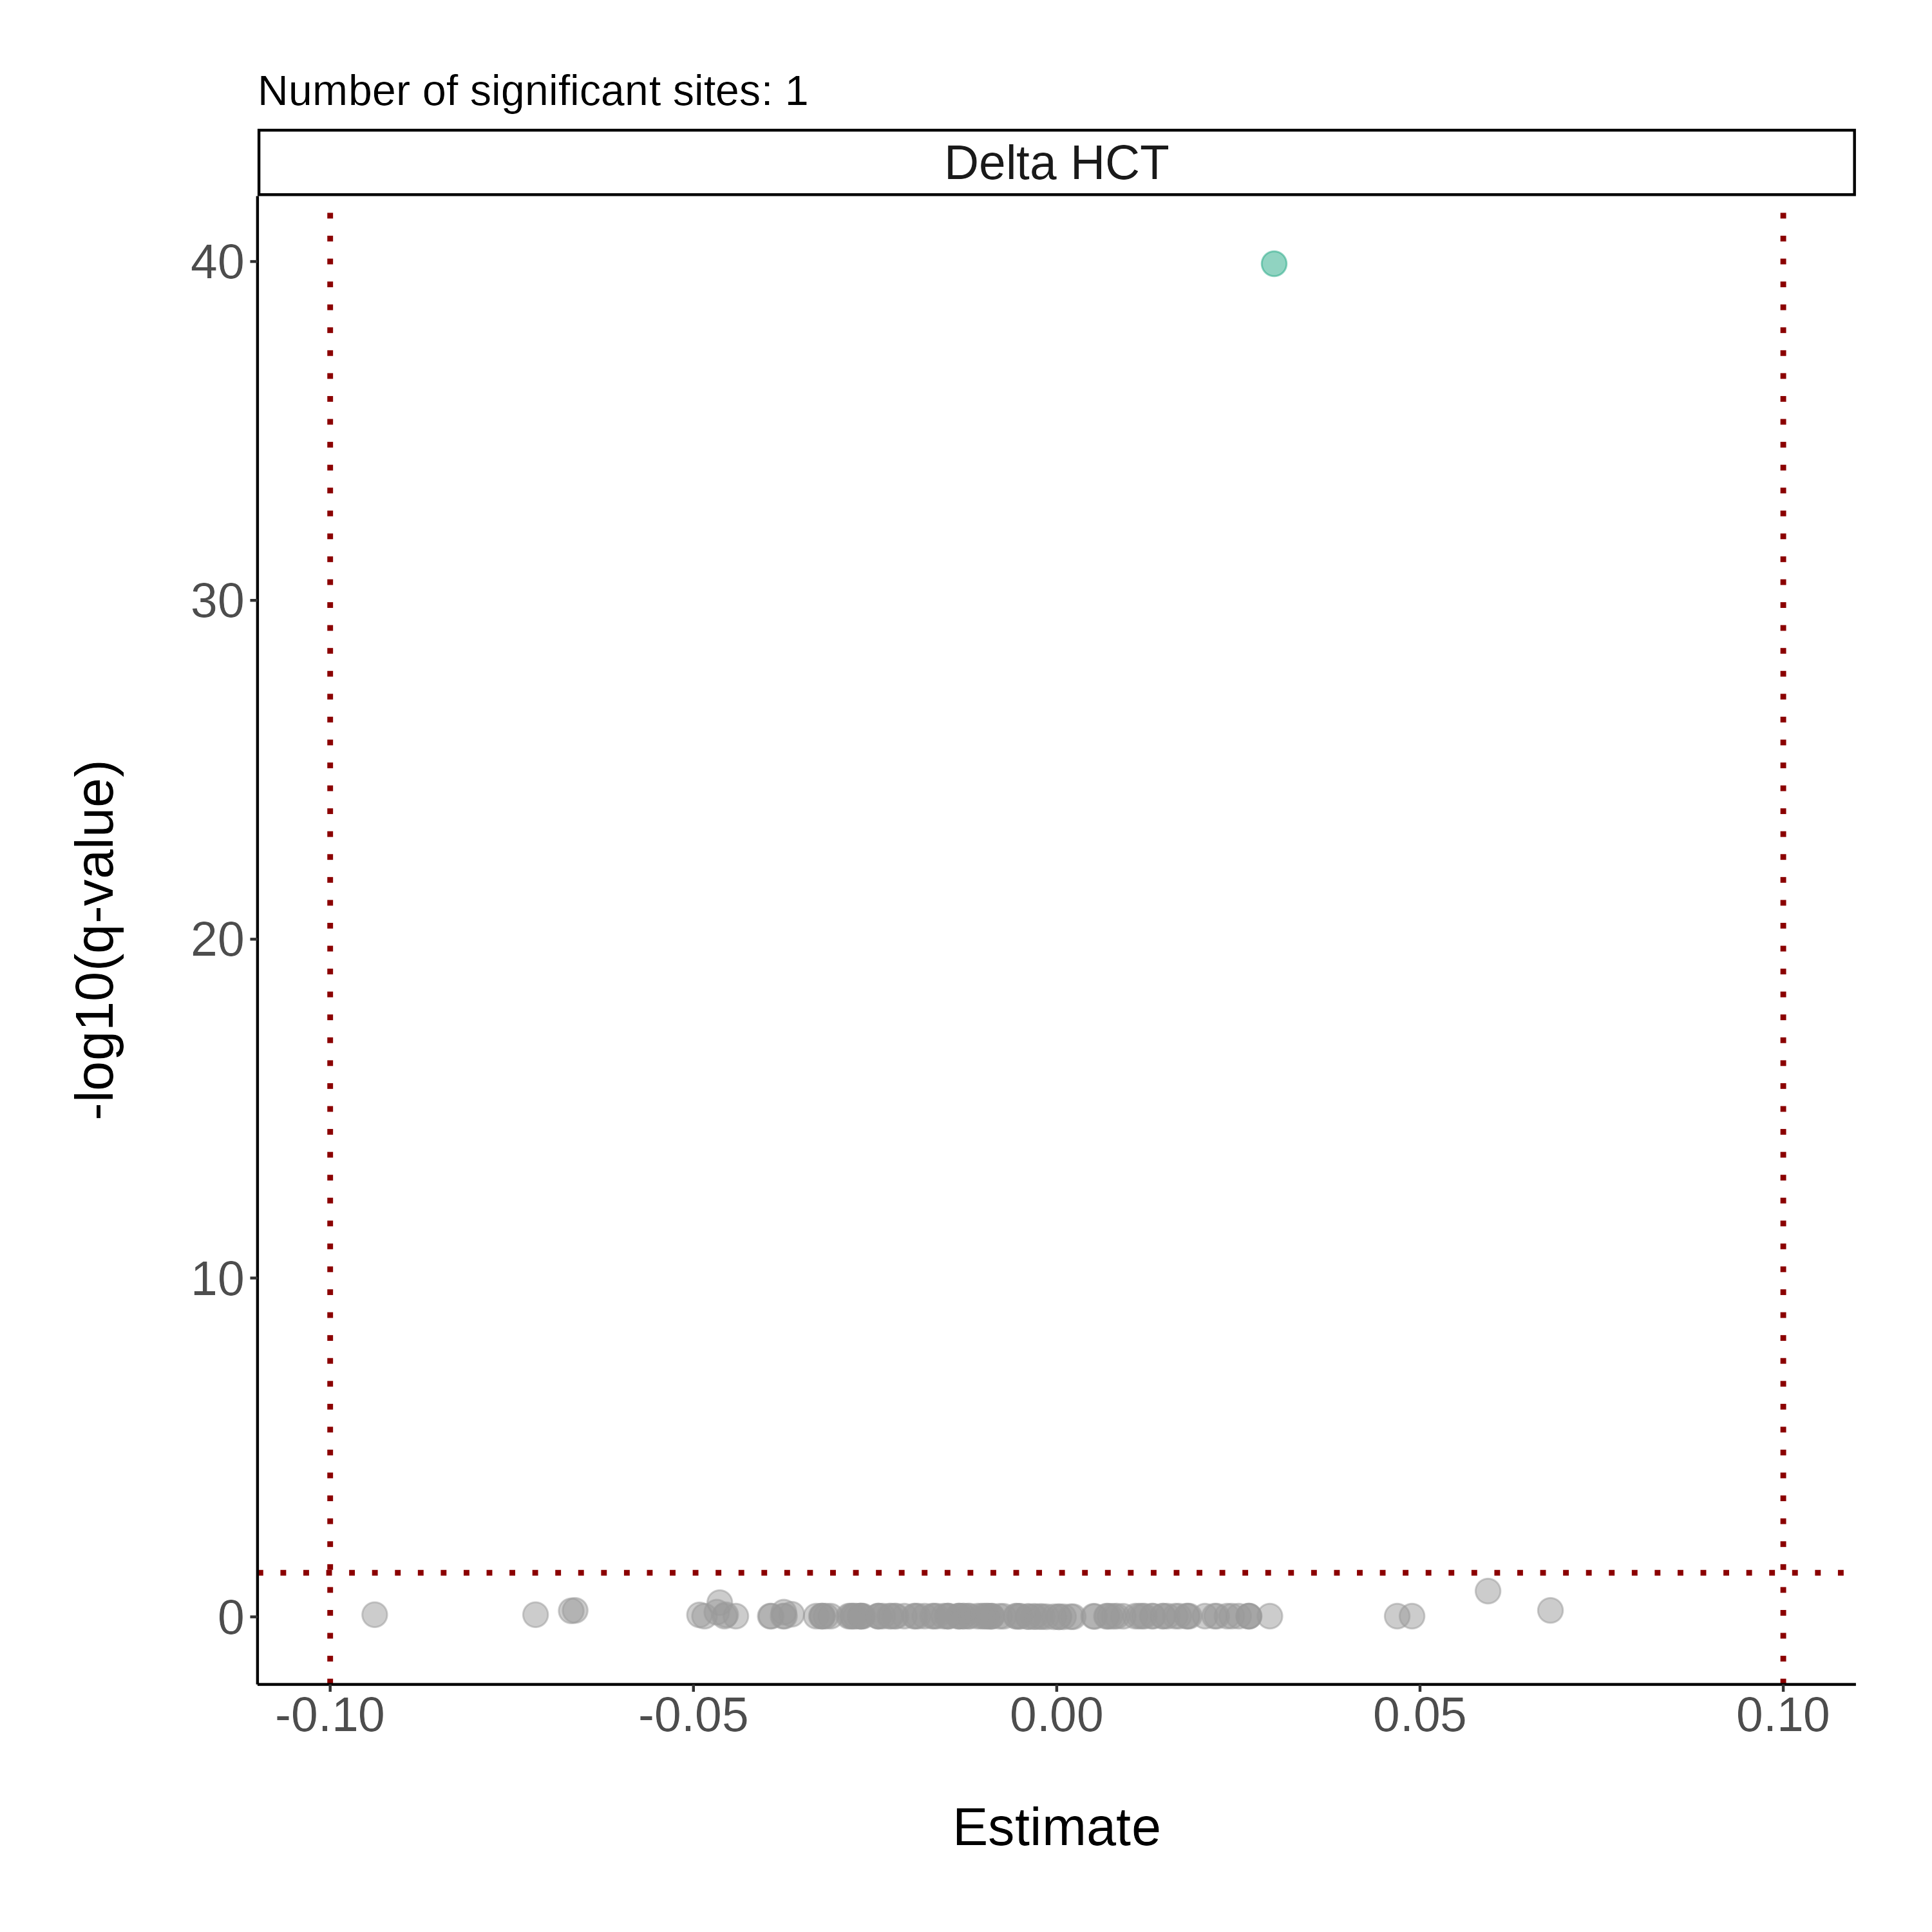 Number of significant sites: 1
Delta HCT
40
30
20
10
0
-log10(q-value)
-0.10
-0.05
0.00
0.05
0.10
Estimate